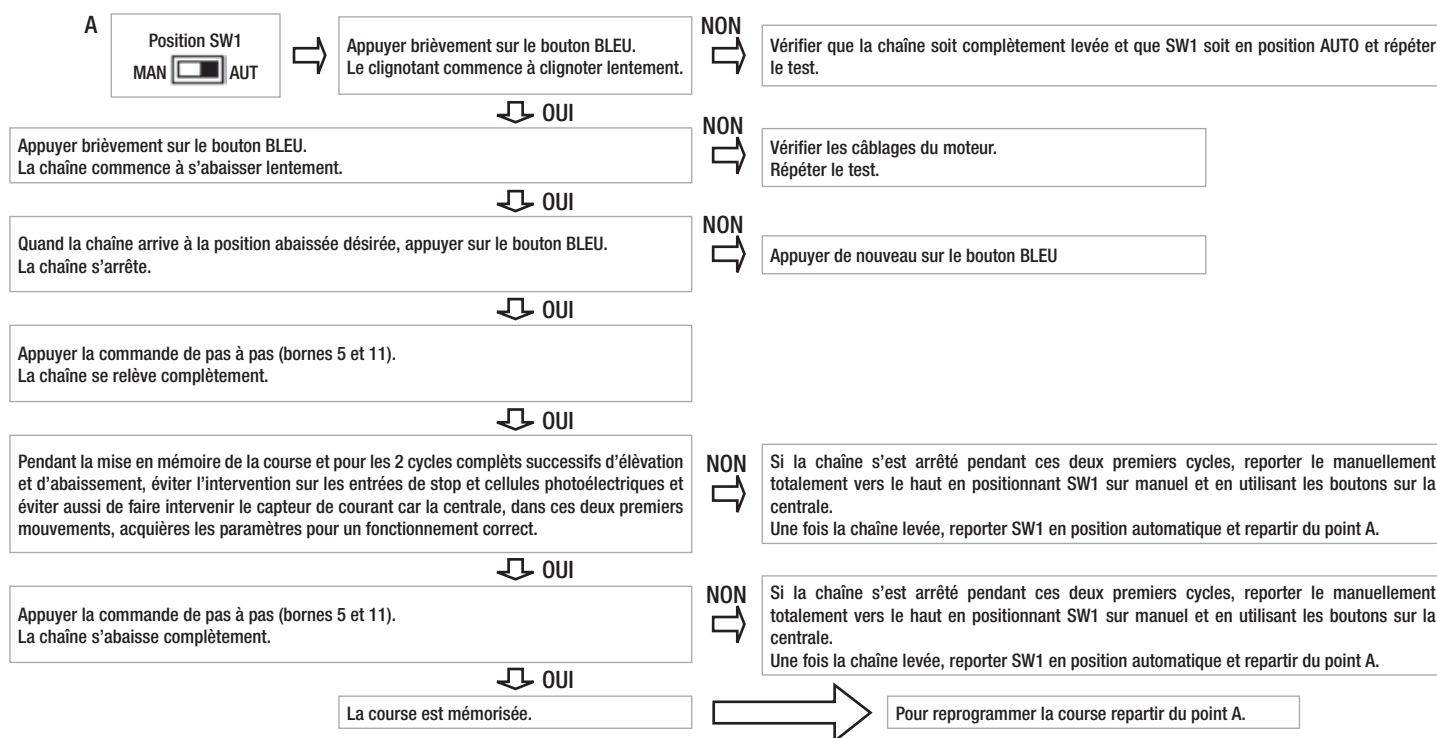 A
Position SW1
MAN AUT
Appuyer brièvement sur le bouton BLEU.
Le clignotant commence à clignoter lentement.
NON
Vérifier que la chaîne soit complètement levée et que SW1 soit en position AUTO et répéter
le test.
OUI
Appuyer brièvement sur le bouton BLEU.
La chaîne commence à s’abaisser lentement.
NON
Vérifier les câblages du moteur.
Répéter le test.
OUI
Quand la chaîne arrive à la position abaissée désirée, appuyer sur le bouton BLEU.
La chaîne s’arrête.
NON
Appuyer de nouveau sur le bouton BLEU
OUI
Appuyer la commande de pas à pas (bornes 5 et 11).
La chaîne se relève complètement.
OUI
Pendant la mise en mémoire de la course et pour les 2 cycles complèts successifs d’élèvation
et d’abaissement, éviter l’intervention sur les entrées de stop et cellules photoélectriques et
éviter aussi de faire intervenir le capteur de courant car la centrale, dans ces deux premiers
mouvements, acquières les paramètres pour un fonctionnement correct.
NON
Si la chaîne s’est arrêté pendant ces deux premiers cycles, reporter le manuellement
totalement vers le haut en positionnant SW1 sur manuel et en utilisant les boutons sur la
centrale.
Une fois la chaîne levée, reporter SW1 en position automatique et repartir du point A.
OUI
Appuyer la commande de pas à pas (bornes 5 et 11).
La chaîne s’abaisse complètement.
NON
Si la chaîne s’est arrêté pendant ces deux premiers cycles, reporter le manuellement
totalement vers le haut en positionnant SW1 sur manuel et en utilisant les boutons sur la
centrale.
Une fois la chaîne levée, reporter SW1 en position automatique et repartir du point A.
OUI
La course est mémorisée.
Pour reprogrammer la course repartir du point A.